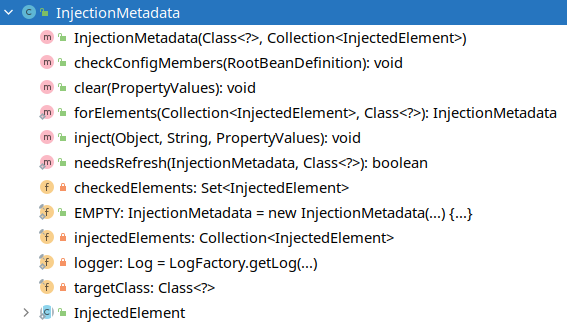 InjectionMetadata
InjectionMetadata(Class<?>, Collection<InjectedElement>)
checkConfigMembers(RootBeanDefinition): void
clear(PropertyValues): void
forElements(Collection<InjectedElement>, Class<?>): InjectionMetadata
inject(Object, String, PropertyValues): void
needsRefresh(InjectionMetadata, Class<?>): boolean
checkedElements: Set<InjectedElement>
EMPTY: InjectionMetadata = new InjectionMetadata(...) {...}
injectedElements: Collection<InjectedElement>
logger: Log = LogFactory.getLog(...)
targetClass: Class<?>
InjectedElement